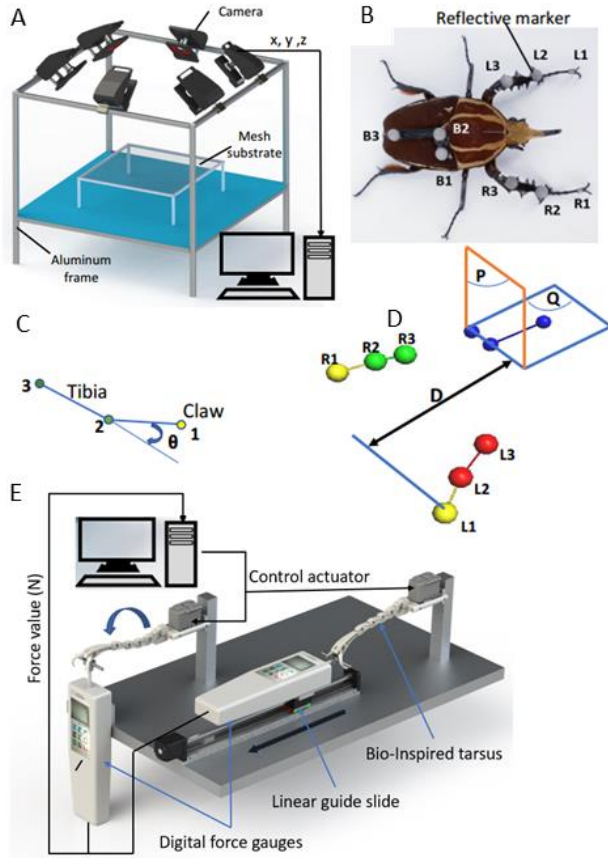 A
Camera
x, y ,z
Mesh
substrate
Aluminum
frame
B
Reflective marker
L3
L2
L1
B3
B2
B1
R3
R2
R1
C
3
Tibia
2
Claw
1
θ
D
P
Q
R1
R2
R3
D
L3
L2
L1
E
Force value (N)
Control actuator
Bio-Inspired tarsus
Linear guide slide
Digital force gauges